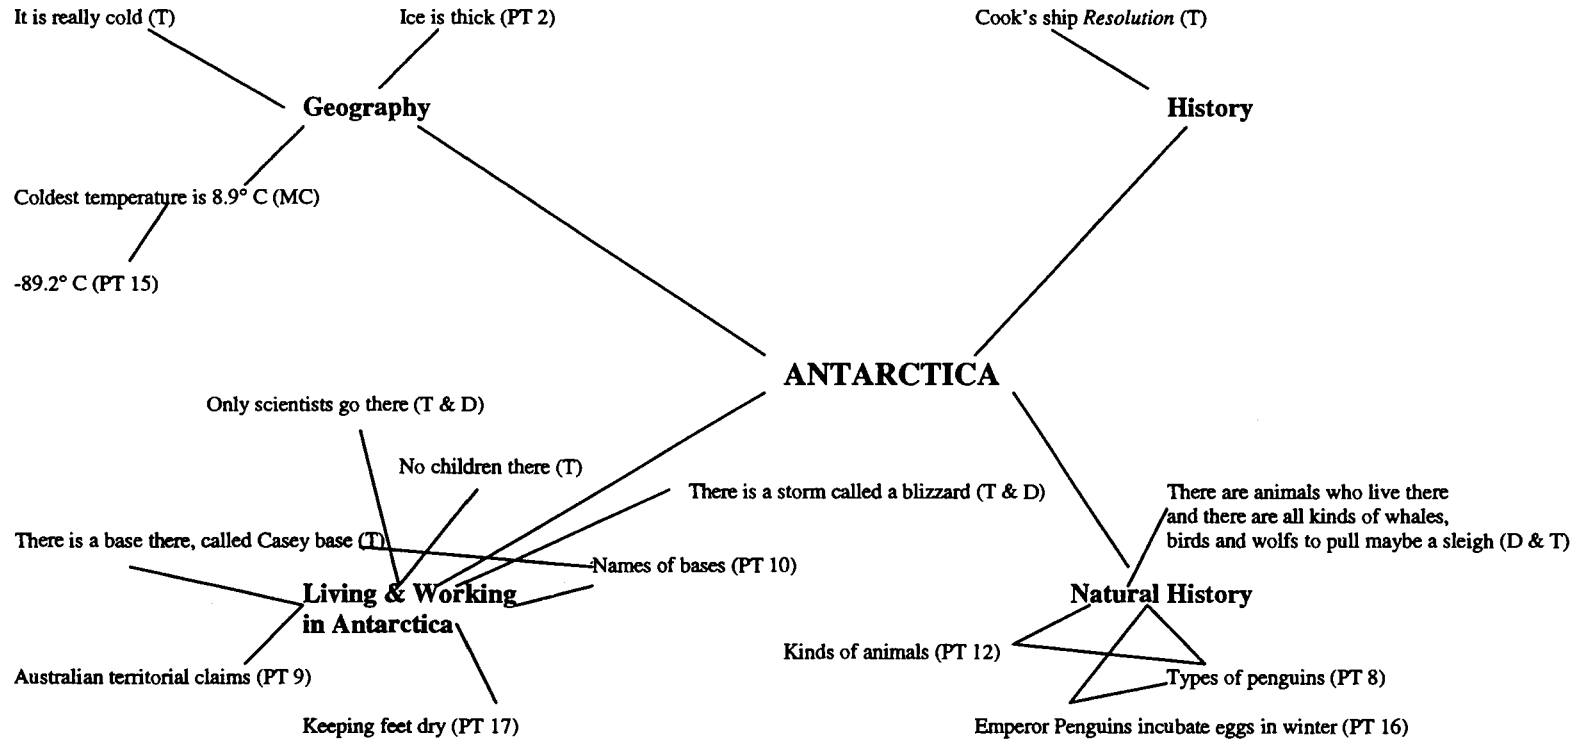 It is really cold (T)
Ice is thick (PT 2)
Cook's ship Resolution (T)
Geography
History
Coldest temperature is 8.9° C (MC)
-89.2° C (PT 15)
ANTARCTICA
Only scientists go there (T & D)
No children there (T)
There is a storm called a blizzard (T & D)
There are animals who live there
and there are all kinds of whales,
birds and wolfs to pull maybe a sleigh (D & T)
There is a base there, called Casey base (T)
Names of bases (PT 10)
Living & Working
in Antarctica
Natural History
Kinds of animals (PT 12)
Australian territorial claims (PT 9)
Types of penguins (PT 8)
Keeping feet dry (PT 17)
Emperor Penguins incubate eggs in winter (PT 16)